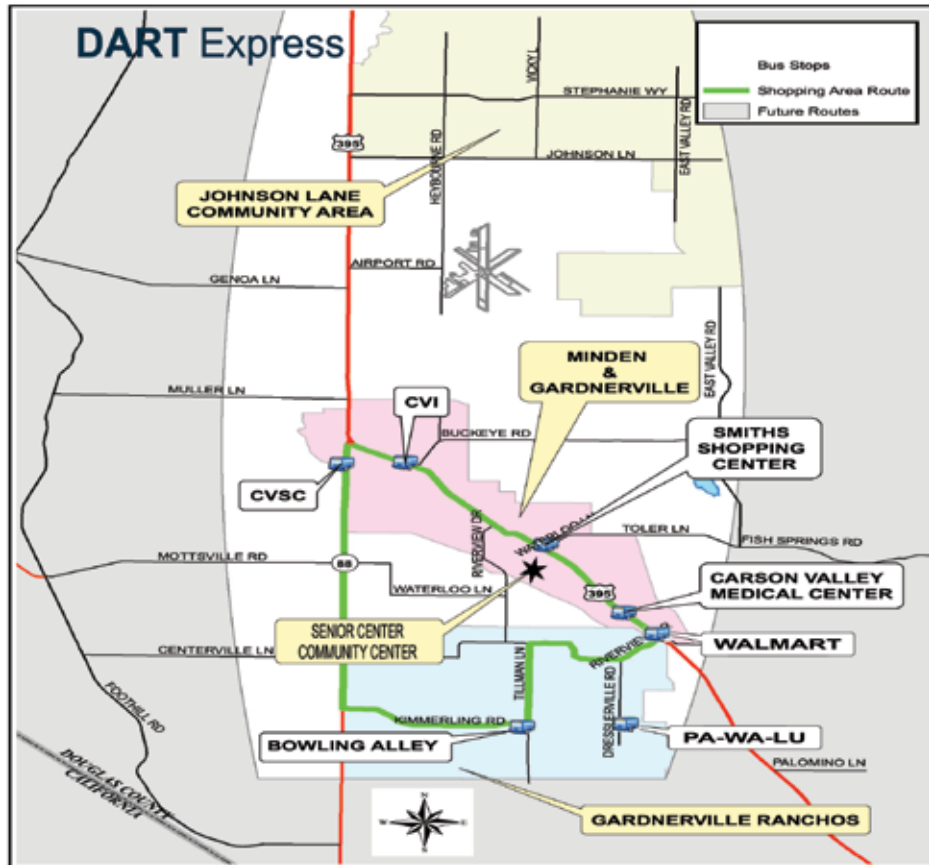 DART Express
Bus Stops
Shopping Area Route
Future Routes
STEPHANIE WY
VICKY L
HEYBOURNE RD
EAST VALLEY RD
395
JOHNSON LN
JOHNSON LANE
COMMUNITY AREA
AIRPORT RD
GENOA LN
MINDEN
&
GARDNERVILLE
EAST VALLEY RD
MULLER LN
CVI
BUCKEYE RD
SMITHS
SHOPPING
CENTER
CVSC
RIVERVIEW DR
TOLER LN
FISH SPRINGS RD
MOTTSVILLE RD
88
WATERLOO LN
395
CARSON VALLEY
MEDICAL CENTER
SENIOR CENTER
COMMUNITY CENTER
WALMART
CENTERVILLE LN
TILLMAN LN
DRESSLERVILLE RD
FOOTHILL RD
KIMMERLING RD
BOWLING ALLEY
PA-WA-LU
PALOMINO LN
DOUGLAS COUNTY
CALIFORNIA
N
W
E
S
GARDNERVILLE RANCHOS